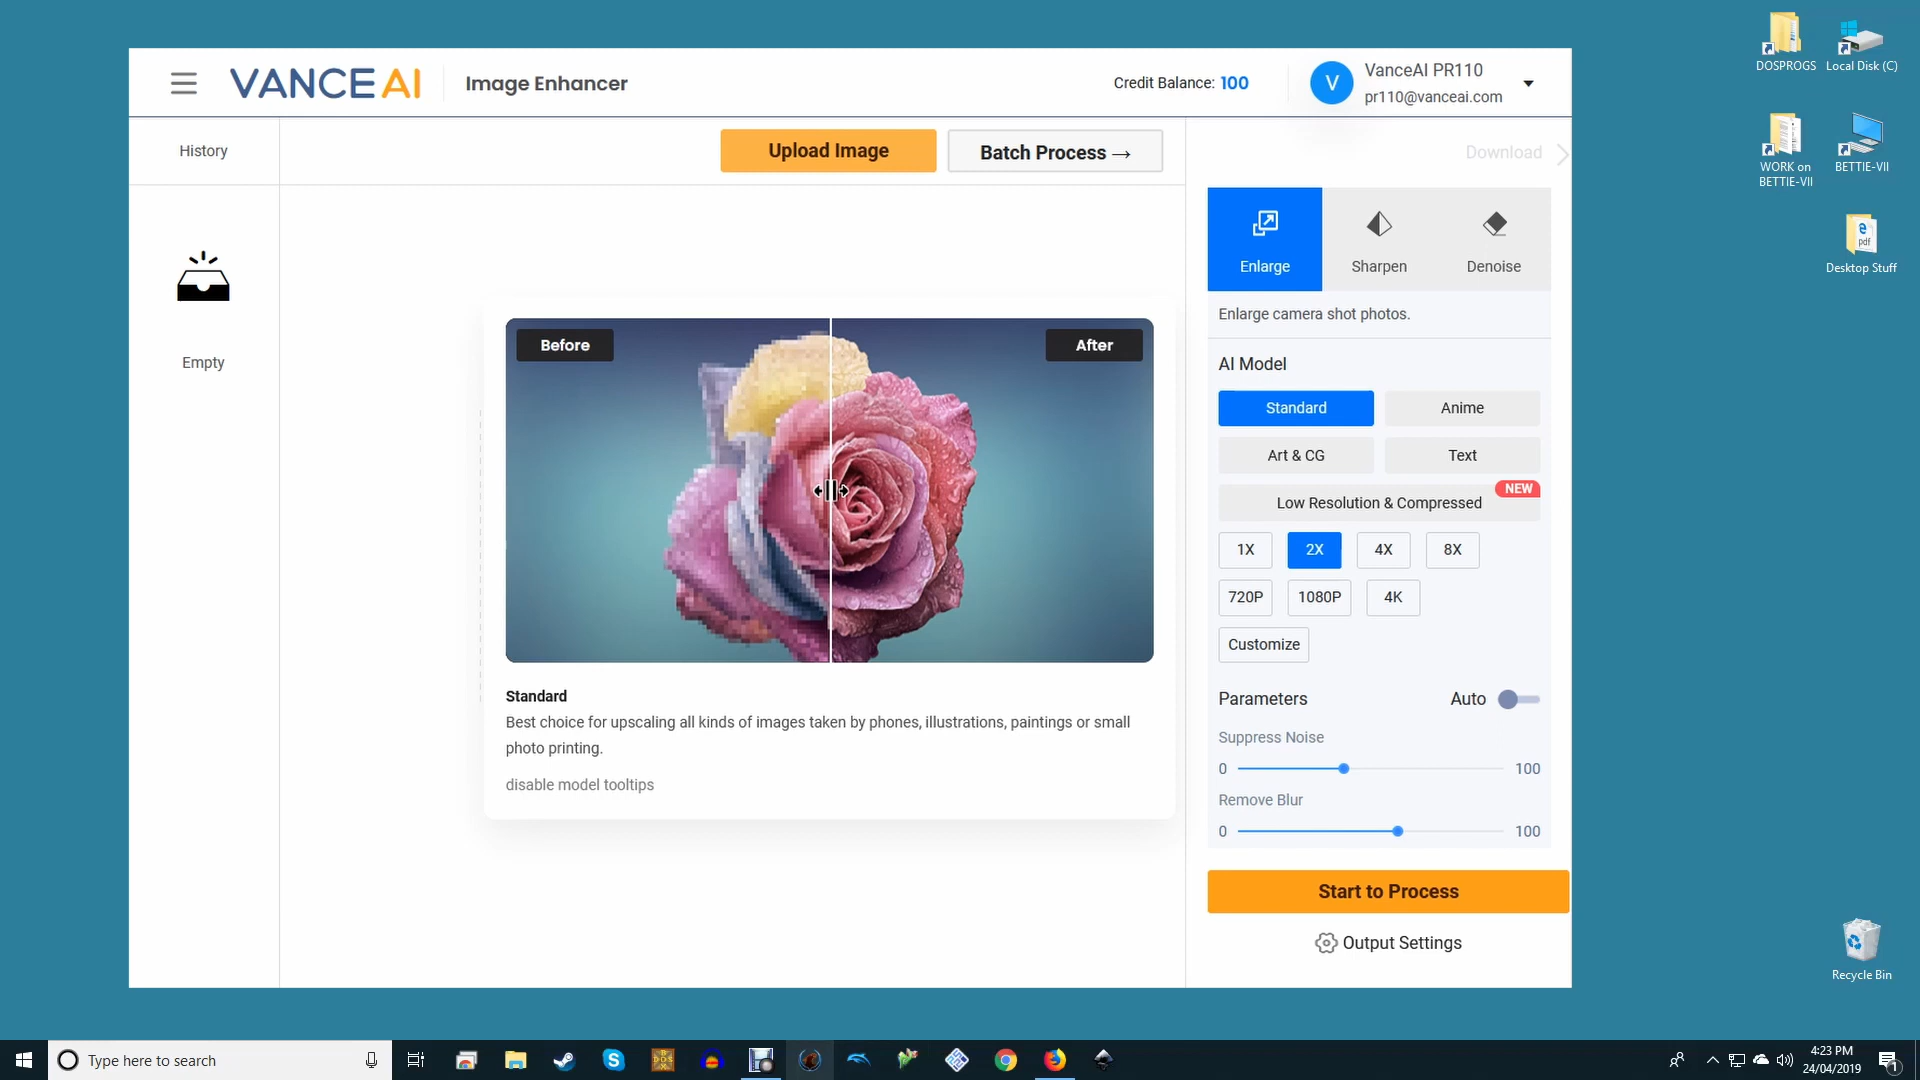 VANCE AI
Image Enhancer
Credit Balance: 100
V
VanceAI PR110
pr110@vanceai.com
History
Upload Image
Batch Process →
Download
Empty
Before
After
Standard
Best choice for upscaling all kinds of images taken by phones, illustrations, paintings or small
photo printing.
disable model tooltips
Enlarge
Sharpen
Denoise
Enlarge camera shot photos.
AI Model
Standard
Anime
Art & CG
Text
NEW
Low Resolution & Compressed
1X
2X
4X
8X
720P
1080P
4K
Customize
Parameters
Auto
Suppress Noise
0
100
Remove Blur
0
100
Start to Process
Output Settings
DOSPROGS
Local Disk (C)
WORK on
BETTIE-VII
BETTIE-VII
pdf
Desktop Stuff
Recycle Bin
Type here to search
4:23 PM
24/04/2019
1